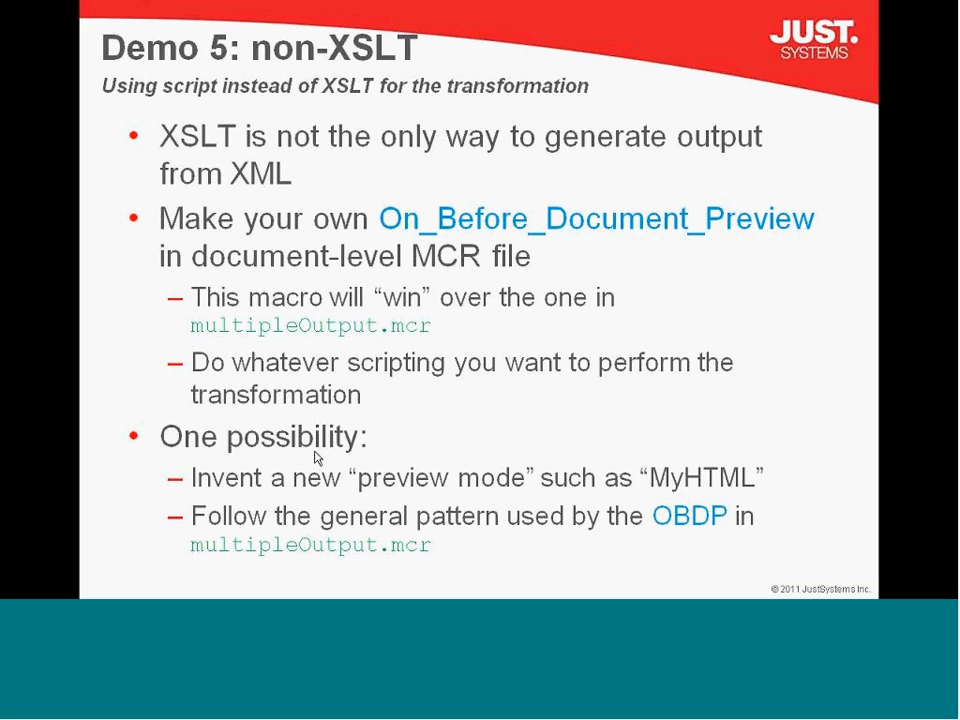 Demo 5: non-XSLT
JUST.
SYSTEMS
Using script instead of XSLT for the transformation
• XSLT is not the only way to generate output
from XML
• Make your own On_Before_Document_Preview
in document-level MCR file
– This macro will “win” over the one in
multipleOutput.mcr
– Do whatever scripting you want to perform the
transformation
• One possibility:
– Invent a new “preview mode” such as “MyHTML”
– Follow the general pattern used by the OBDP in
multipleOutput.mcr
© 2011 JustSystems Inc.